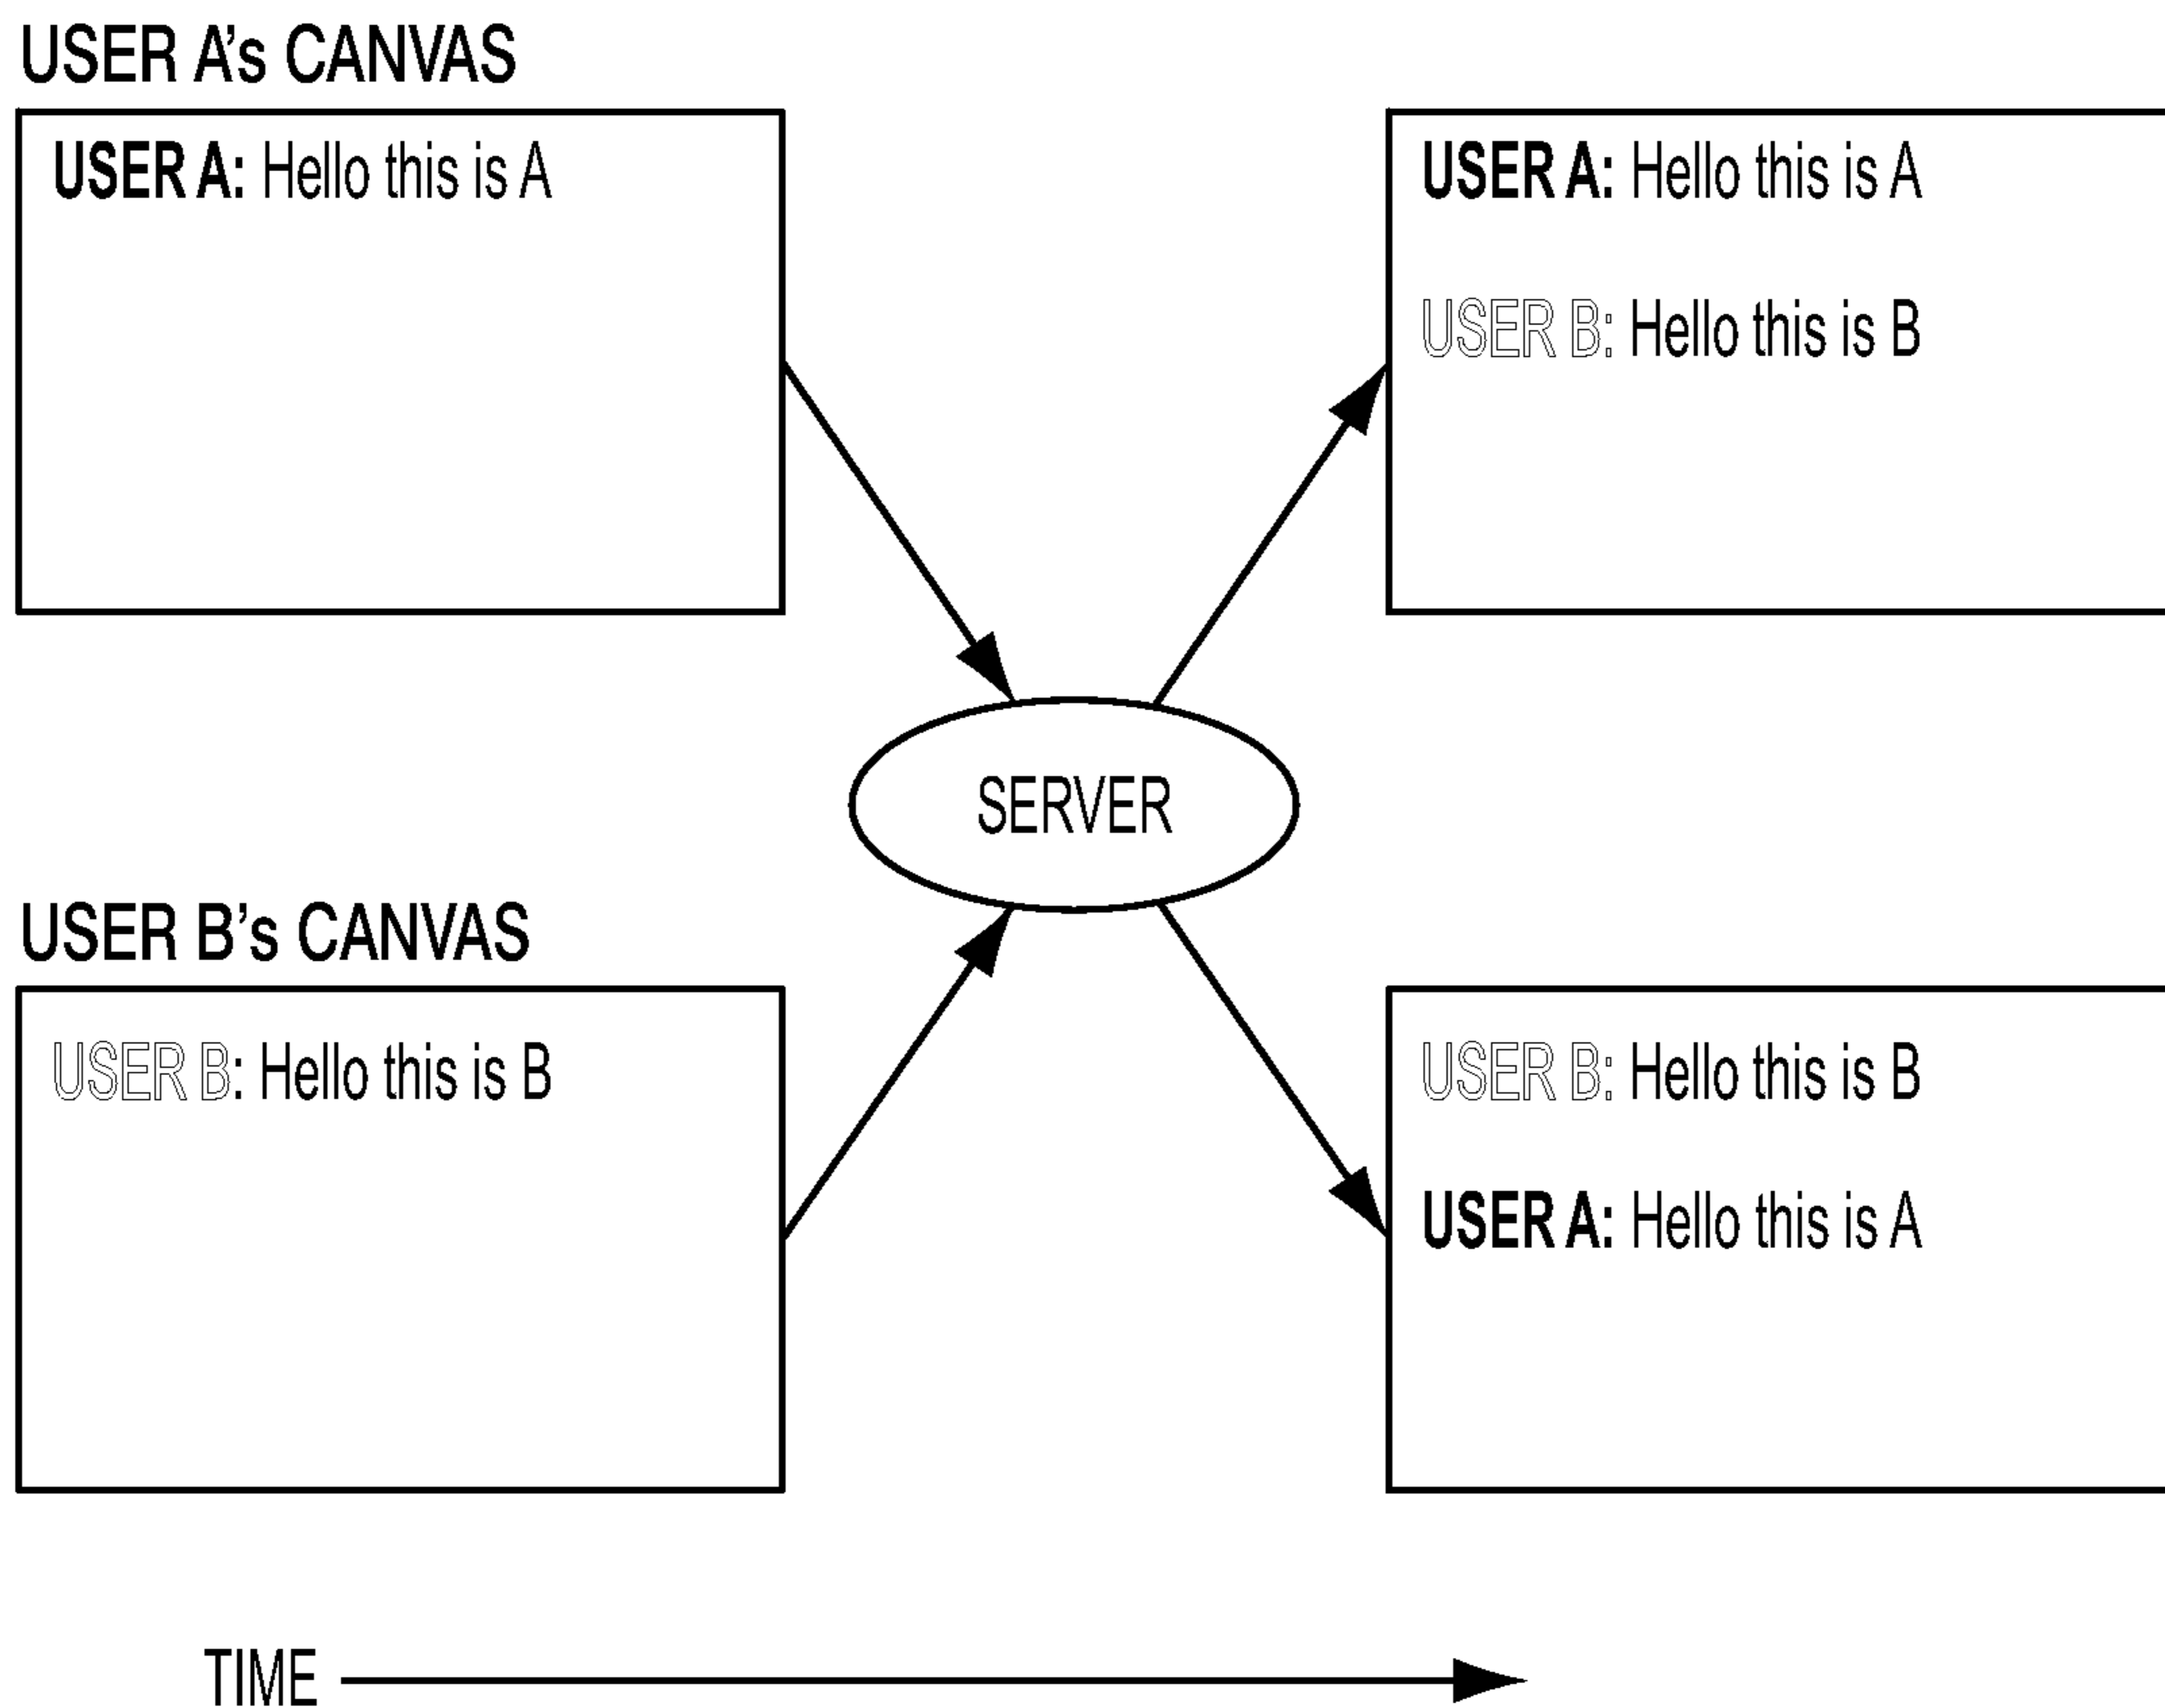 USER A's CANVAS
USER A: Hello this is A
USER A: Hello this is A
USER B: Hello this is B
SERVER
USER B's CANVAS
USER B: Hello this is B
USER B: Hello this is B
USER A: Hello this is A
TIME